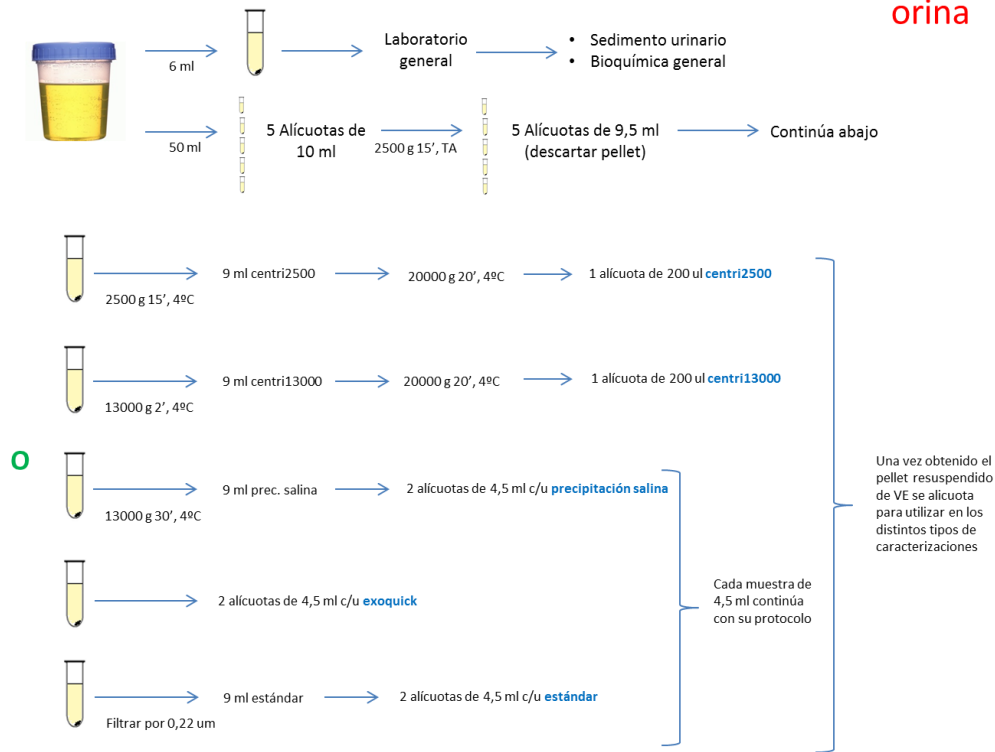 orina
6 ml
Laboratorio
general
• Sedimento urinario
• Bioquímica general
50 ml
5 Alícuotas de
10 ml
2500 g 15’, TA
5 Alícuotas de 9,5 ml
(descartar pellet)
Continúa abajo
2500 g 15’, 4ºC
9 ml centri2500
20000 g 20’, 4ºC
1 alícuota de 200 ul centri2500
13000 g 2’, 4ºC
9 ml centri13000
20000 g 20’, 4ºC
1 alícuota de 200 ul centri13000
O
13000 g 30’, 4ºC
9 ml prec. salina
2 alícuotas de 4,5 ml c/u precipitación salina
2 alícuotas de 4,5 ml c/u exoquick
Filtrar por 0,22 um
9 ml estándar
2 alícuotas de 4,5 ml c/u estándar
Cada muestra de
4,5 ml continúa
con su protocolo
Una vez obtenido el
pellet resuspendido
de VE se alicuota
para utilizar en los
distintos tipos de
caracterizaciones